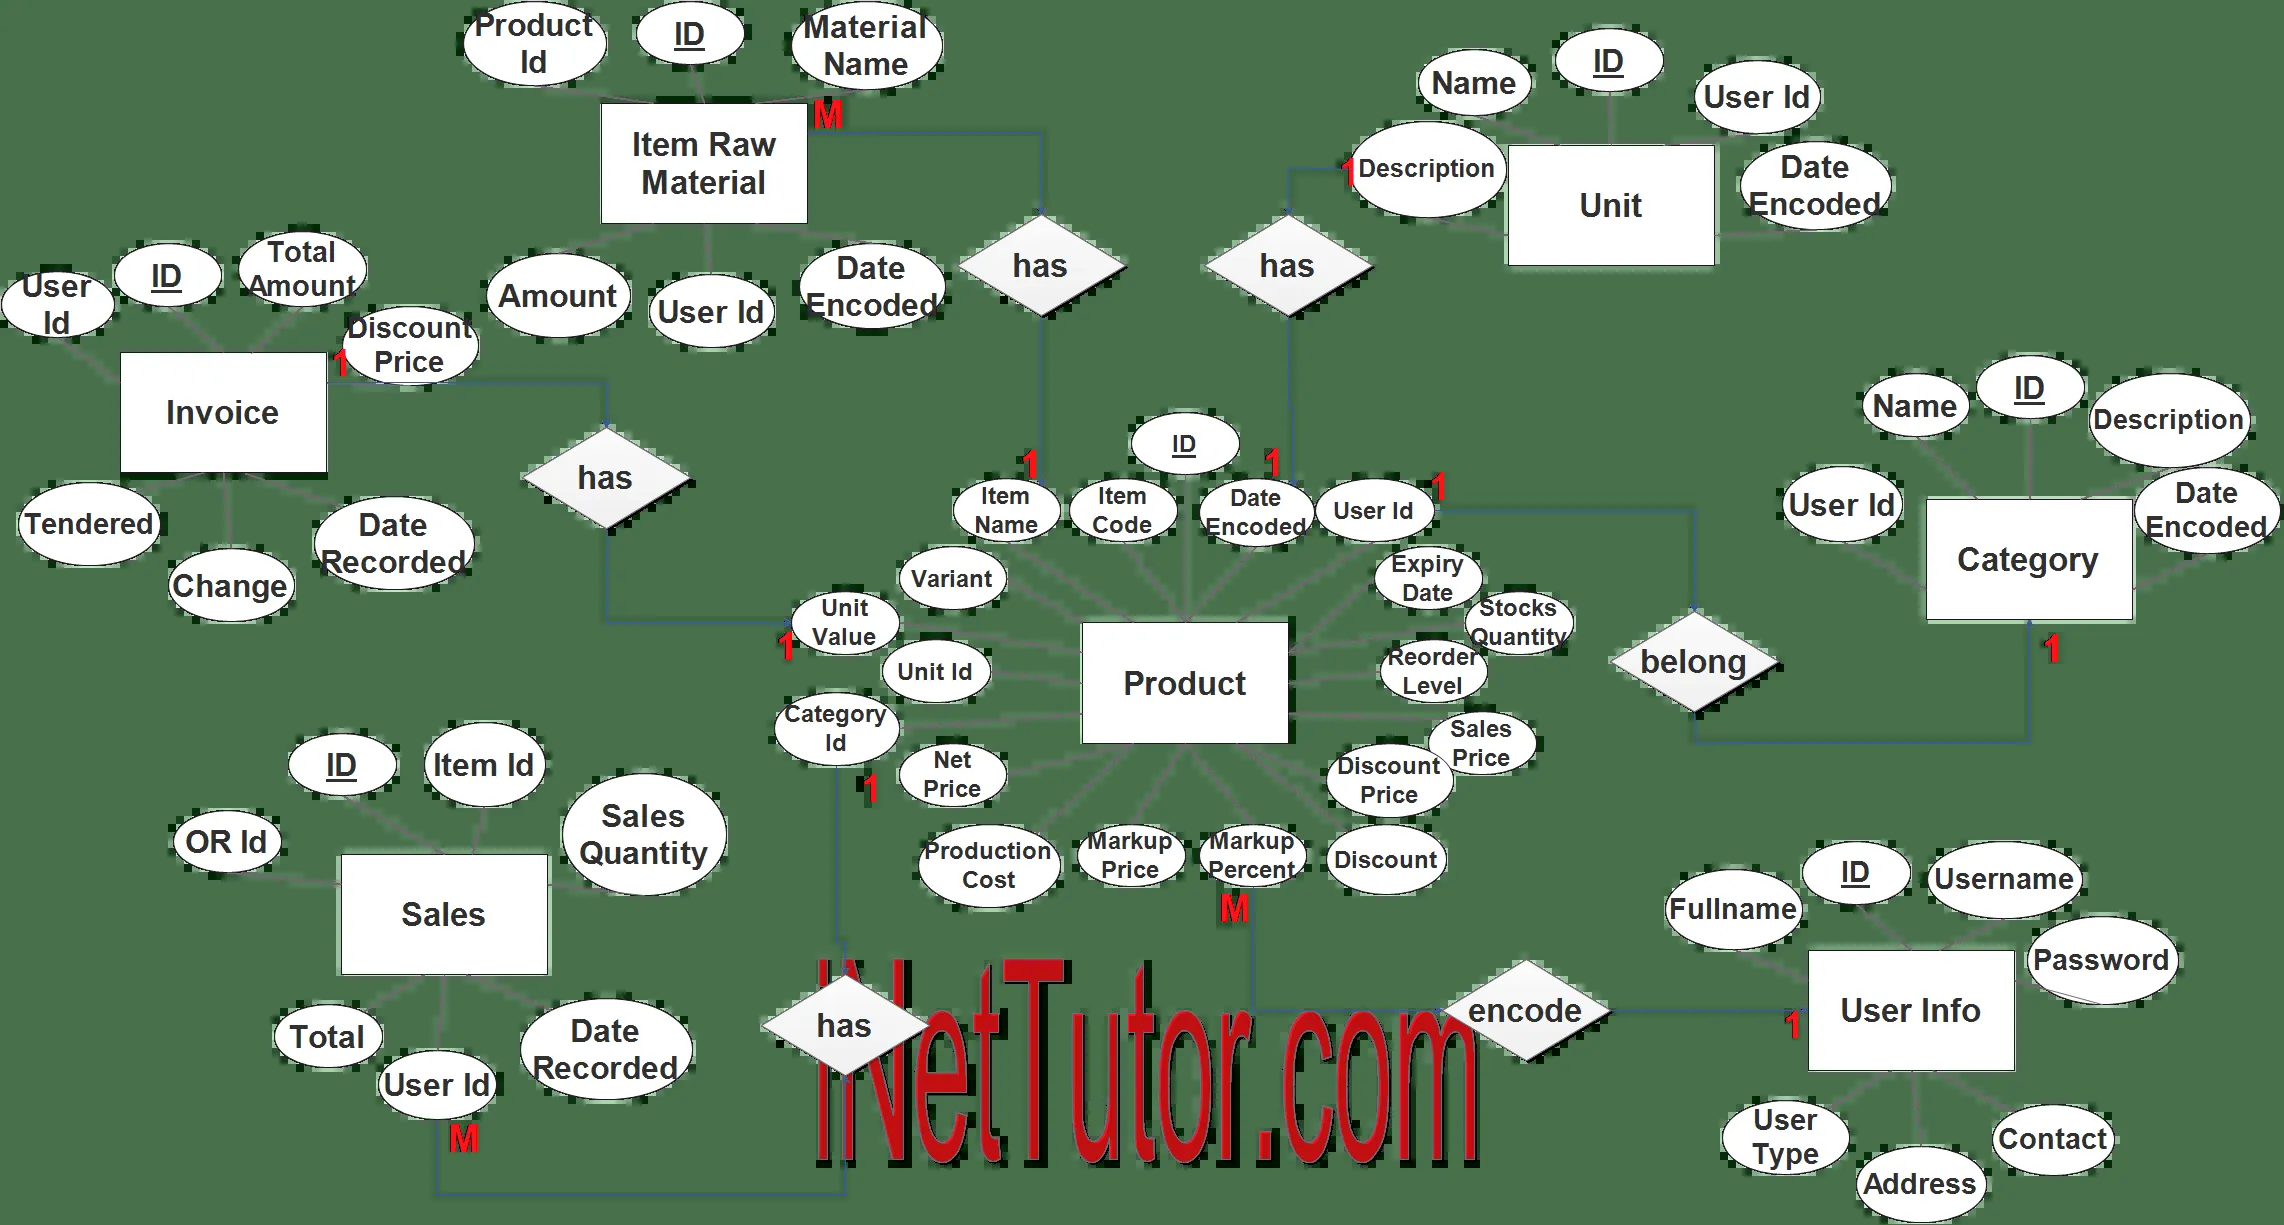 Product
Id
ID
Material
Name
M
Item Raw
Material
Amount
User Id
Date
Encoded
has
Name
ID
User Id
Description
1
Date
Encoded
Unit
has
User
Id
ID
Total
Amount
Discount
Price
1
Invoice
Tendered
Change
Date
Recorded
has
Name
ID
Description
User Id
Date
Encoded
Category
1
belong
ID
1
1
1
Item
Name
Item
Code
Date
Encoded
User Id
Variant
Expiry
Date
Unit
Value
1
Stocks
Quantity
Unit Id
Reorder
Level
Product
Category
Id
1
Sales
Price
Net
Price
Discount
Price
Production
Cost
Markup
Price
Markup
Percent
Discount
M
ID
Item Id
OR Id
Sales
Quantity
Sales
Total
User Id
Date
Recorded
M
has
encode
iNetTutor.com
ID
Username
Fullname
Password
User Info
1
User
Type
Address
Contact